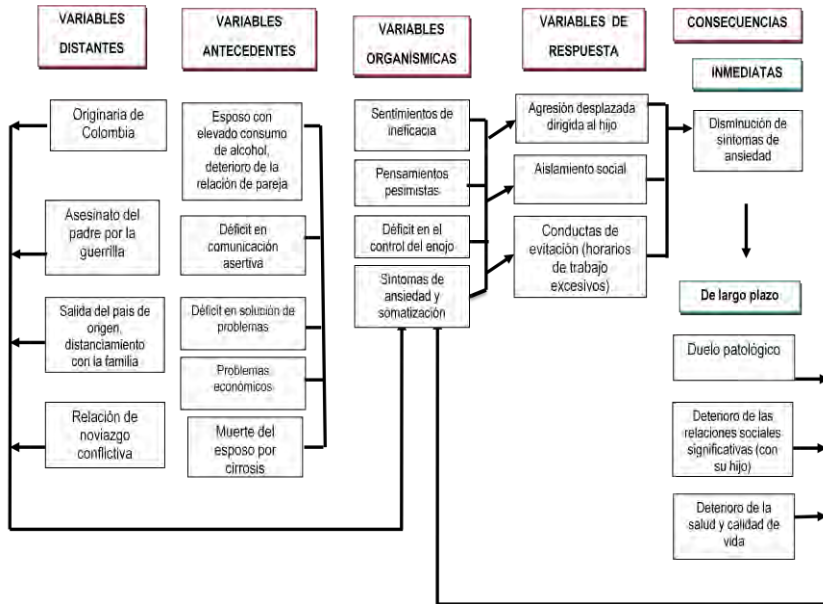 VARIABLES
DISTANTES
Originaria de
Colombia
Asesinato del
padre por la
guerrilla
Salida del pais de
origen,
distanciamiento
con la familia
Relación de
noviazgo
conflictiva
VARIABLES
ANTECEDENTES
Esposo con
elevado consumo
de alcohol,
deterioro de la
relación de pareja
Déficit en
comunicación
asertiva
Déficit en solución de
problemas
Problemas
económicos
Muerte del
esposo por
cirrosis
VARIABLES
ORGANÍSMICAS
Sentimientos de
ineficacia
Pensamientos
pesimistas
Déficit en el
control del enojo
Síntomas de
ansiedad y
somatización
VARIABLES DE
RESPUESTA
Agresión desplazada
dirigida al hijo
Aislamiento social
Conductas de
evitación (horarios
de trabajo
excesivos)
CONSECUENCIAS
INMEDIATAS
Disminución de
síntomas de
ansiedad
De largo plazo
Duelo patológico
Deterioro de las
relaciones sociales
significativas (con
su hijo)
Deterioro de la
salud y calidad de
vida